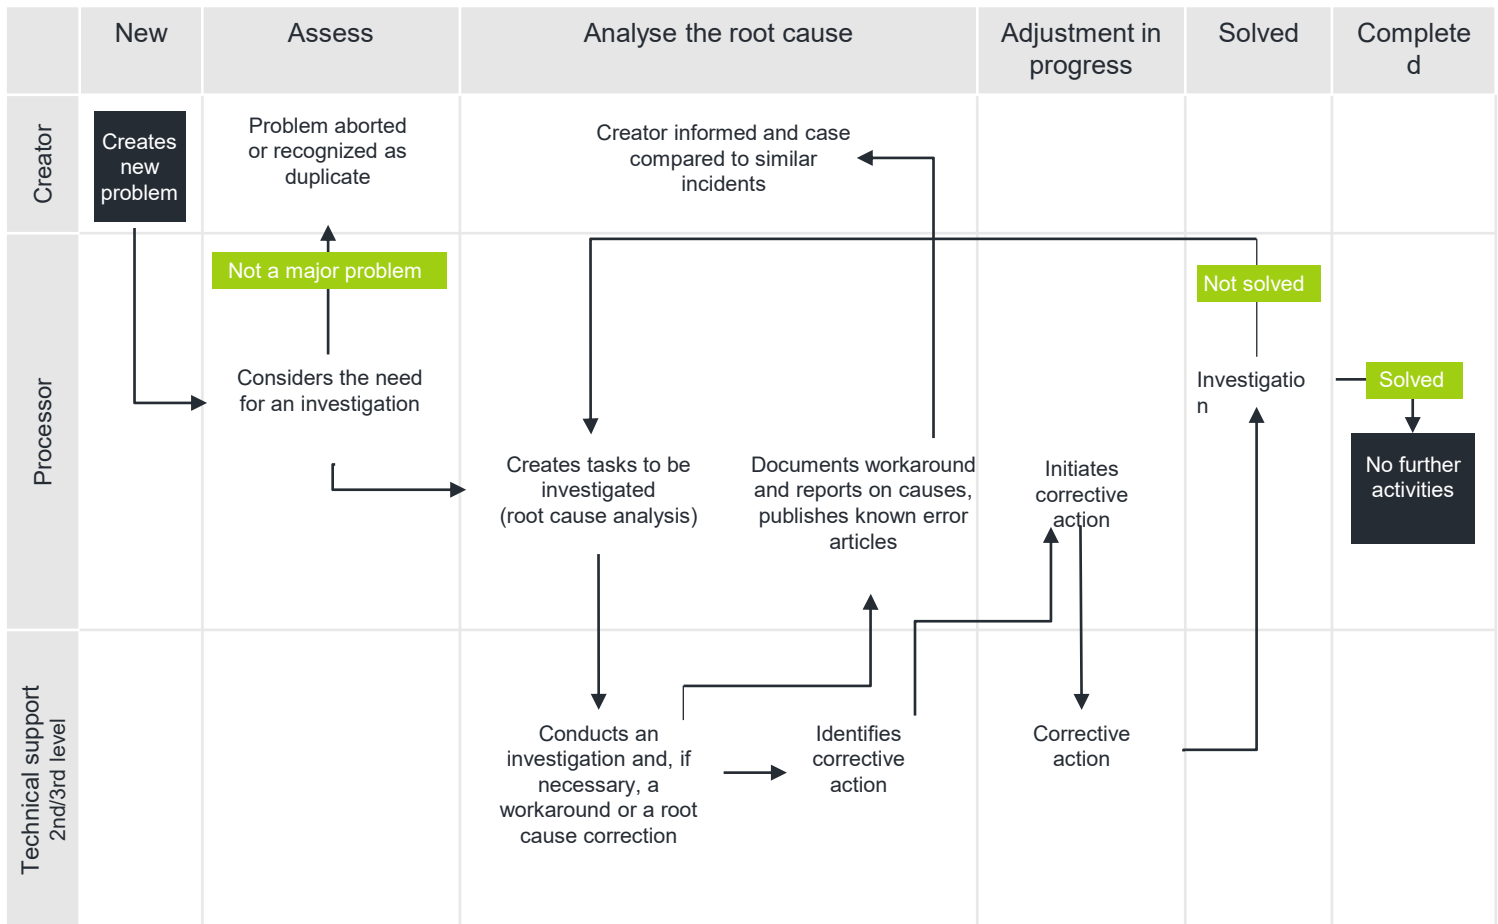 New
Assess
Analyse the root cause
Adjustment in
progress
Solved
Complete
d
Creator
Creates
new
problem
Problem aborted
or recognized as
duplicate
Creator informed and case
compared to similar
incidents
Processor
Not a major problem
Considers the need
for an investigation
Creates tasks to be
investigated
(root cause analysis)
Documents workaround
and reports on causes,
publishes known error
articles
Initiates
corrective
action
Not solved
Investigatio
n
Solved
No further
activities
Technical support
2nd/3rd level
Conducts an
investigation and, if
necessary, a
workaround or a root
cause correction
Identifies
corrective
action
Corrective
action